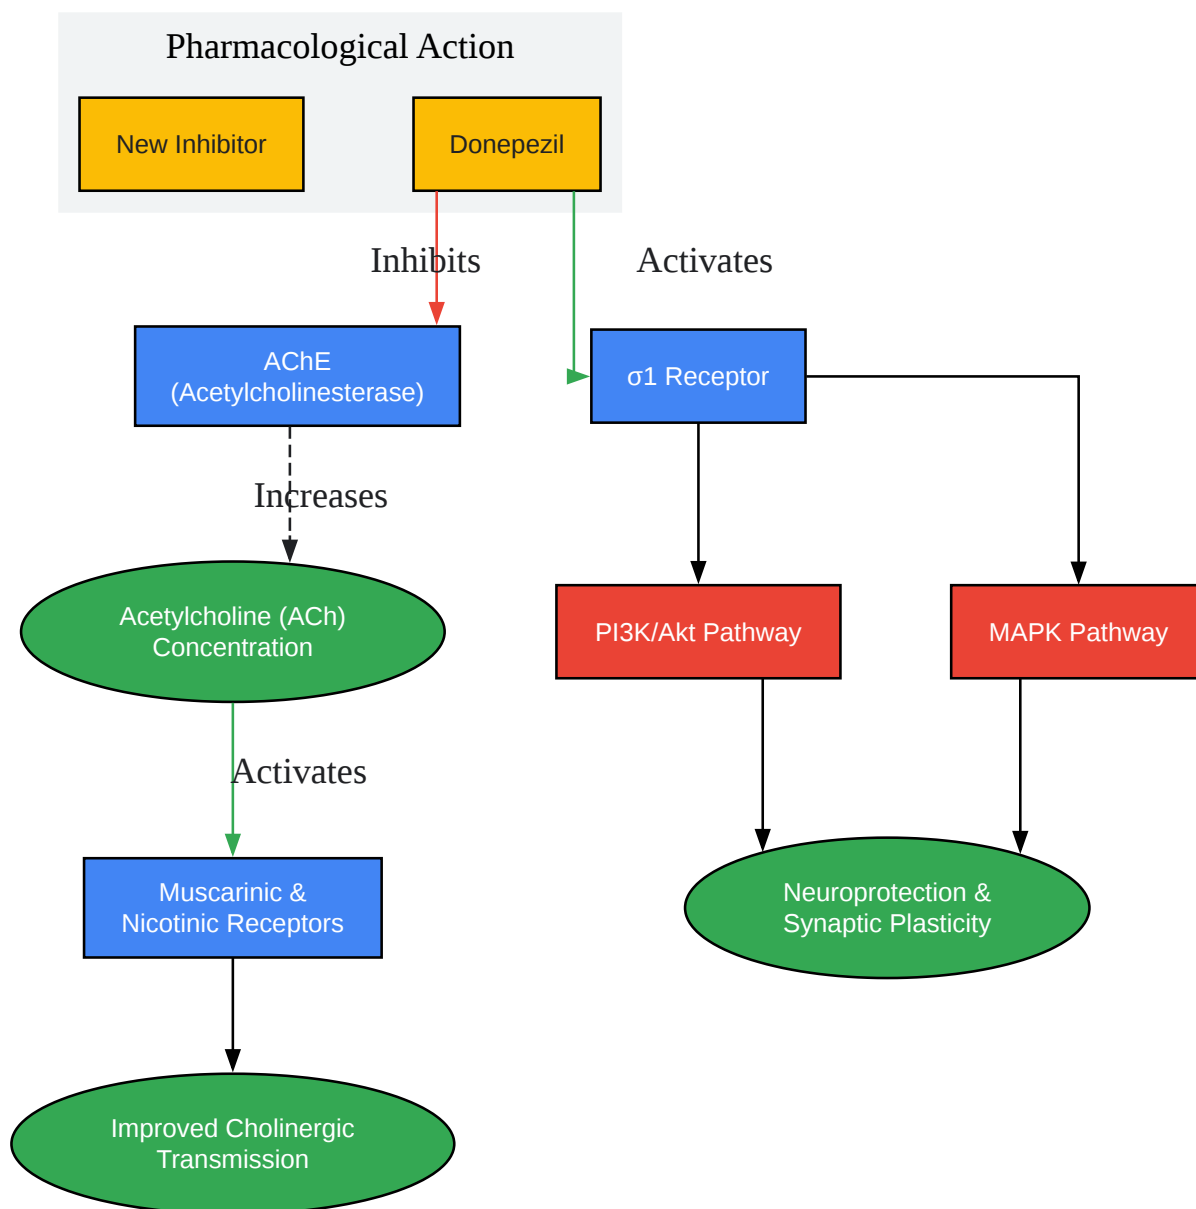 Pharmacological Action
New Inhibitor
Donepezil
Inhibits
Activates
AChE
(Acetylcholinesterase)
σ1 Receptor
Increases
Acetylcholine (ACh)
Concentration
PI3K/Akt Pathway
MAPK Pathway
Activates
Muscarinic &
Nicotinic Receptors
Neuroprotection &
Synaptic Plasticity
Improved Cholinergic
Transmission